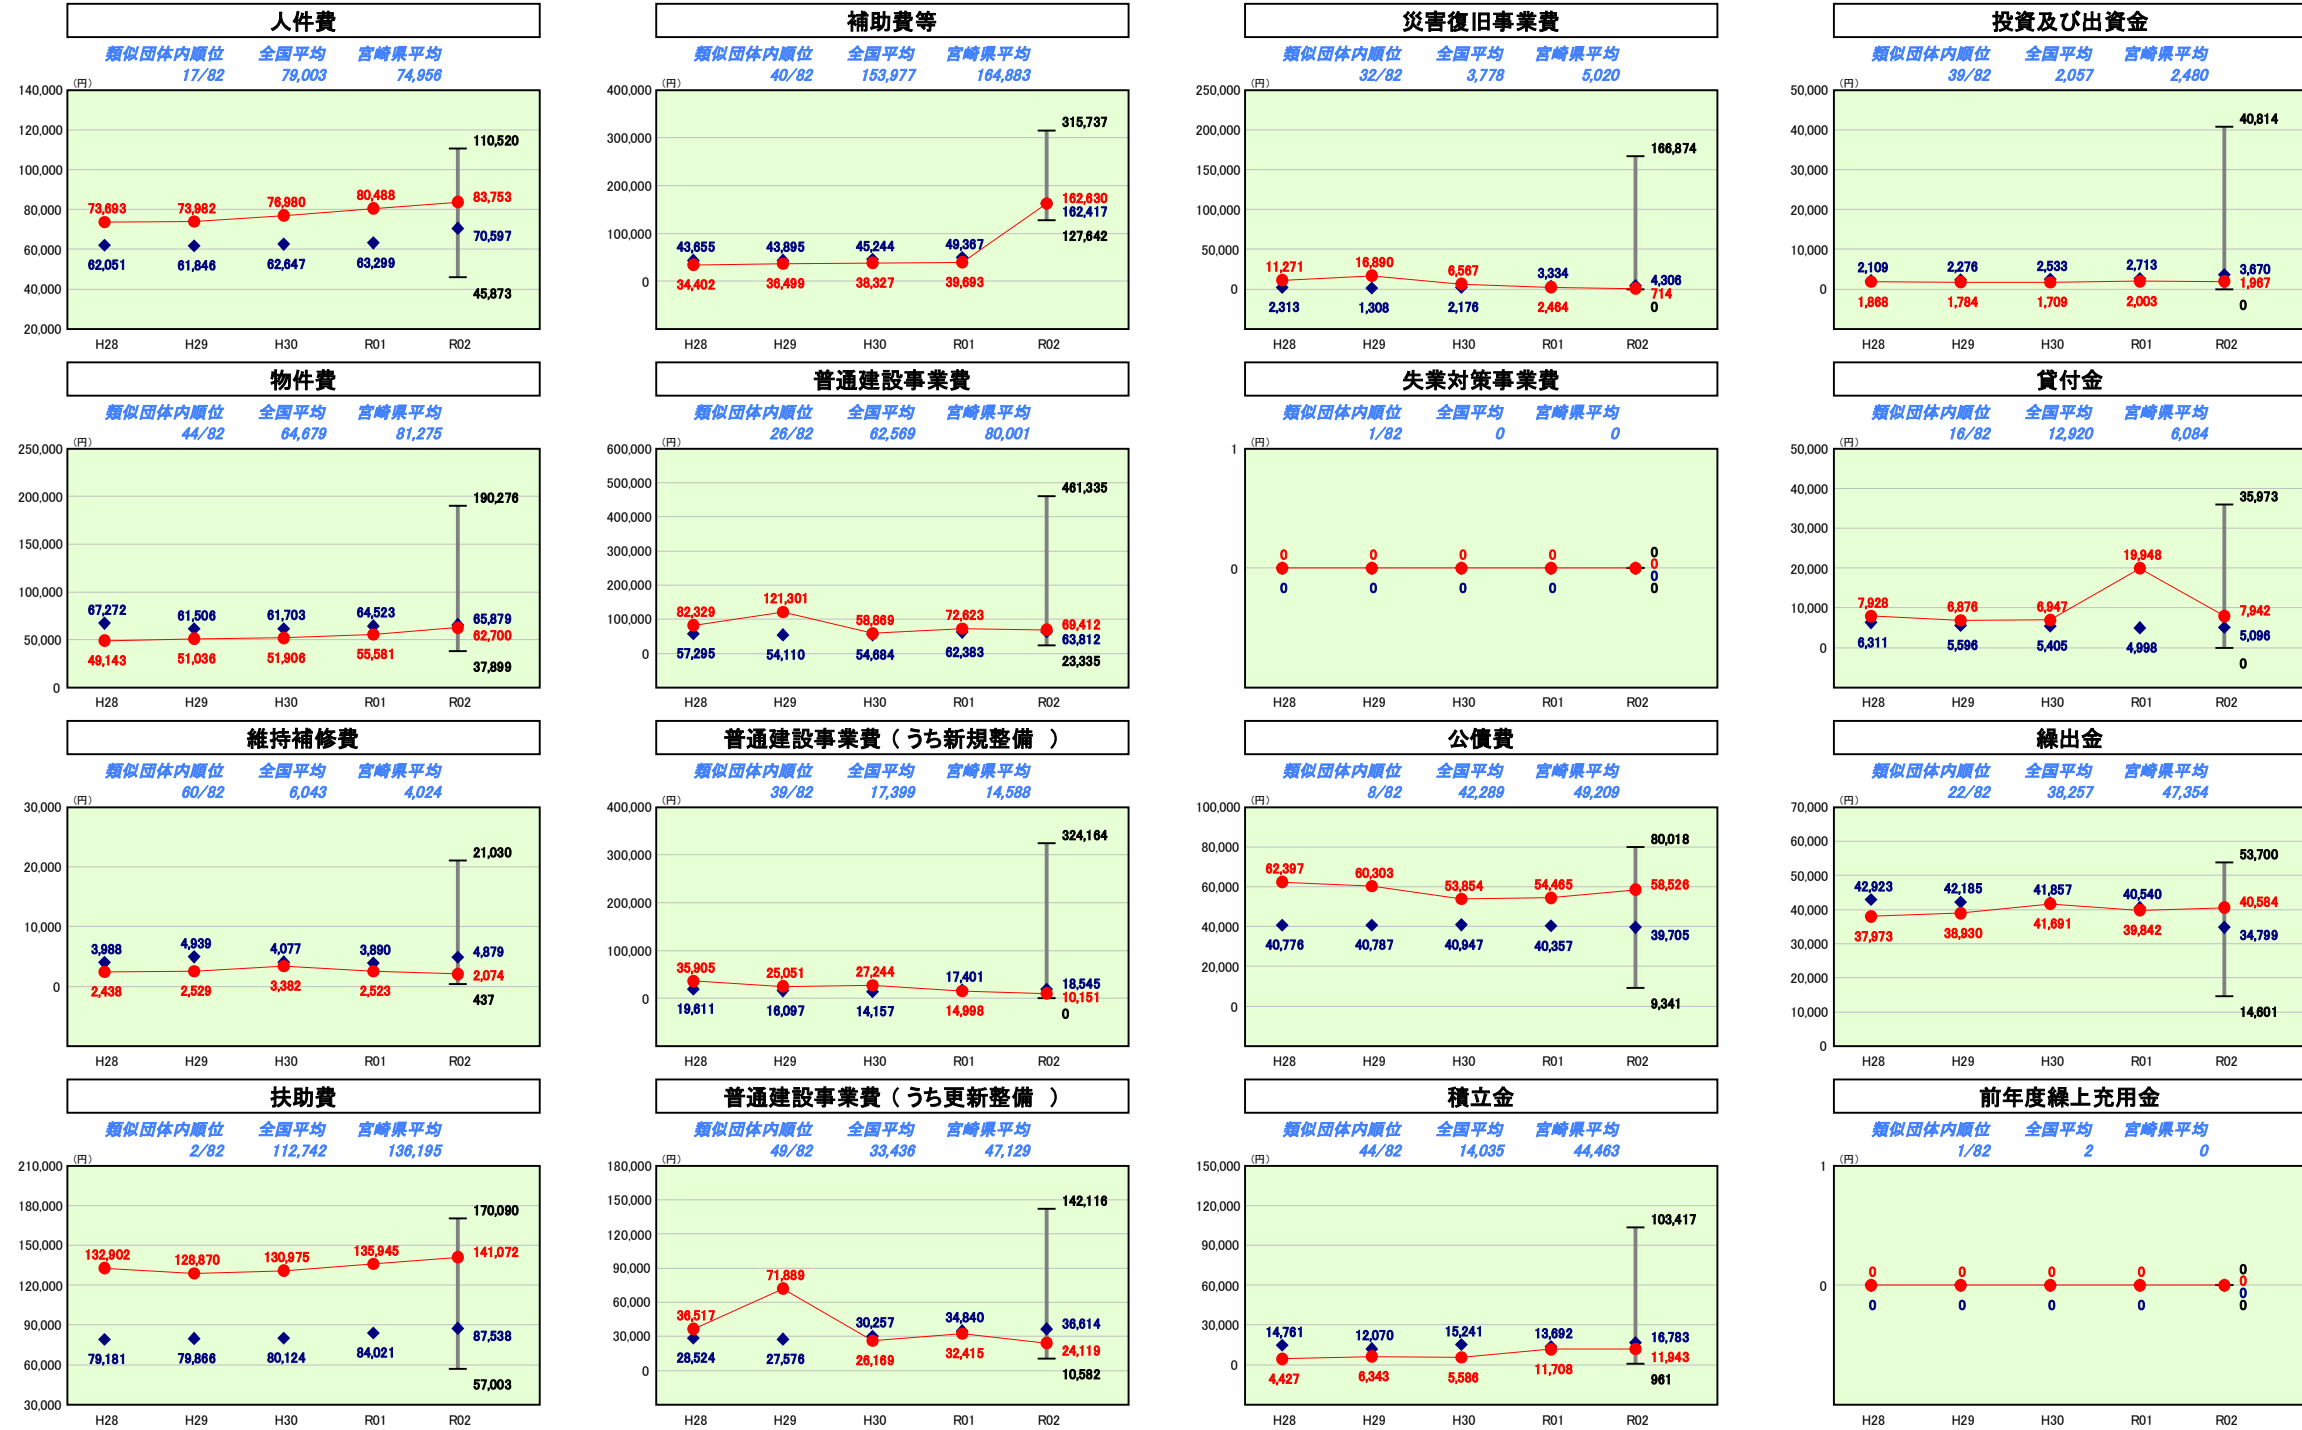 人件費
類似団体内順位 全国平均 宮崎県平均
17/82 79,003 74,956
(円)
140,000
120,000
100,000
80,000
60,000
40,000
20,000
110,520
73,693 73,982 76,980 80,488 83,753
62,051 61,846 62,647 63,299 70,597
45,873
H28 H29 H30 R01 R02
補助費等
類似団体内順位 全国平均 宮崎県平均
40/82 153,977 164,883
(円)
400,000
300,000
200,000
100,000
0
315,737
43,655 43,895 45,244 49,367 162,417
34,402 36,499 38,327 39,693 162,630
127,642
H28 H29 H30 R01 R02
災害復旧事業費
類似団体内順位 全国平均 宮崎県平均
32/82 3,778 5,020
(円)
250,000
200,000
150,000
100,000
50,000
0
166,874
11,271 16,890 6,567 2,464 714
2,313 1,308 2,176 3,334 4,306
0
H28 H29 H30 R01 R02
投資及び出資金
類似団体内順位 全国平均 宮崎県平均
39/82 2,057 2,480
(円)
50,000
40,000
30,000
20,000
10,000
0
40,814
2,109 2,276 2,533 2,713 3,670
1,868 1,784 1,709 2,003 1,967
0
H28 H29 H30 R01 R02
物件費
類似団体内順位 全国平均 宮崎県平均
44/82 64,679 81,275
(円)
250,000
200,000
150,000
100,000
50,000
0
190,276
67,272 61,506 61,703 64,523 65,879
49,143 51,036 51,906 55,581 62,700
37,899
H28 H29 H30 R01 R02
普通建設事業費
類似団体内順位 全国平均 宮崎県平均
26/82 62,569 80,001
(円)
600,000
500,000
400,000
300,000
200,000
100,000
0
461,335
82,329 121,301 58,869 72,623 69,412
57,295 54,110 54,684 62,383 63,812
23,335
H28 H29 H30 R01 R02
失業対策事業費
類似団体内順位 全国平均 宮崎県平均
1/82 0 0
(円)
1
0
0
0 0 0 0 0
0 0 0 0 0
0
H28 H29 H30 R01 R02
貸付金
類似団体内順位 全国平均 宮崎県平均
16/82 12,920 6,084
(円)
50,000
40,000
30,000
20,000
10,000
0
35,973
7,928 6,876 6,947 19,948 7,942
6,311 5,596 5,405 4,998 5,096
0
H28 H29 H30 R01 R02
維持補修費
類似団体内順位 全国平均 宮崎県平均
60/82 6,043 4,024
(円)
30,000
20,000
10,000
0
21,030
3,988 4,939 4,077 3,890 4,879
2,438 2,529 3,382 2,523 2,074
437
H28 H29 H30 R01 R02
普通建設事業費(うち新規整備 )
類似団体内順位 全国平均 宮崎県平均
39/82 17,399 14,588
(円)
400,000
300,000
200,000
100,000
0
324,164
35,905 25,051 27,244 14,998 10,151
19,611 16,097 14,157 17,401 18,545
0
H28 H29 H30 R01 R02
公債費
類似団体内順位 全国平均 宮崎県平均
8/82 42,289 49,209
(円)
100,000
80,000
60,000
40,000
20,000
0
80,018
62,397 60,303 53,854 54,465 58,526
40,776 40,787 40,947 40,357 39,705
9,341
H28 H29 H30 R01 R02
繰出金
類似団体内順位 全国平均 宮崎県平均
22/82 38,257 47,354
(円)
70,000
60,000
50,000
40,000
30,000
20,000
10,000
0
53,700
42,923 42,185 41,857 40,540 34,799
37,973 38,930 41,691 39,842 40,584
14,601
H28 H29 H30 R01 R02
扶助費
類似団体内順位 全国平均 宮崎県平均
2/82 112,742 136,195
(円)
210,000
180,000
150,000
120,000
90,000
60,000
30,000
170,090
132,902 128,870 130,975 135,945 141,072
79,181 79,866 80,124 84,021 87,538
57,003
H28 H29 H30 R01 R02
普通建設事業費(うち更新整備 )
類似団体内順位 全国平均 宮崎県平均
49/82 33,436 47,129
(円)
180,000
150,000
120,000
90,000
60,000
30,000
0
142,116
36,517 71,889 26,169 32,415 24,119
28,524 27,576 30,257 34,840 36,614
10,582
H28 H29 H30 R01 R02
積立金
類似団体内順位 全国平均 宮崎県平均
44/82 14,035 44,463
(円)
150,000
120,000
90,000
60,000
30,000
0
103,417
14,761 12,070 15,241 13,692 16,783
4,427 6,343 5,586 11,708 11,943
961
H28 H29 H30 R01 R02
前年度繰上充用金
類似団体内順位 全国平均 宮崎県平均
1/82 2 0
(円)
1
0
0
0 0 0 0 0
0 0 0 0 0
0
H28 H29 H30 R01 R02